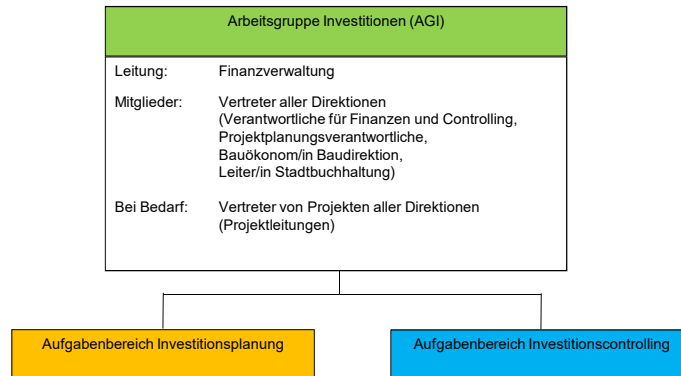 Arbeitsgruppe Investitionen (AGI)
Leitung: Finanzverwaltung
Mitglieder: Vertreter aller Direktionen
(Verantwortliche für Finanzen und Controlling,
Projektplanungsverantwortliche,
Bauökonom/in Baudirektion,
Leiter/in Stadtbuchhaltung)
Bei Bedarf: Vertreter von Projekten aller Direktionen
(Projektleitungen)
Aufgabenbereich Investitionsplanung
Aufgabenbereich Investitionscontrolling